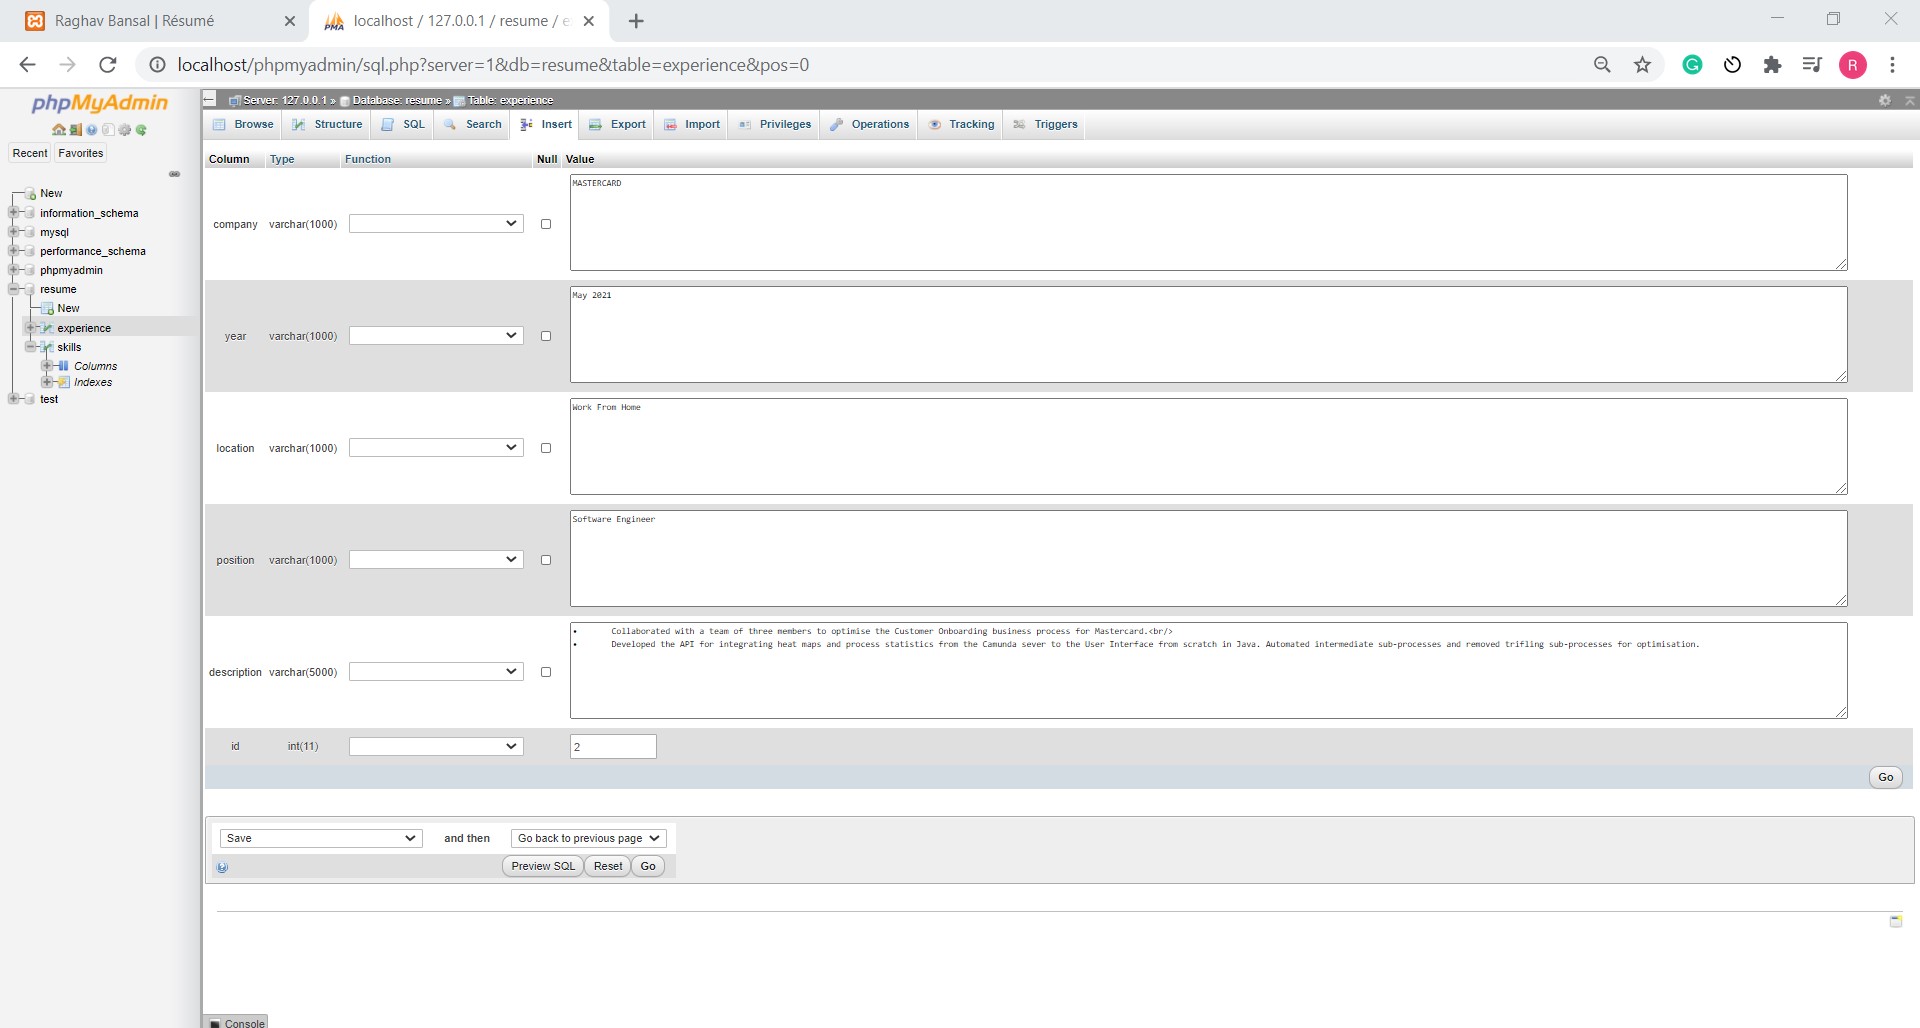 Raghav Bansal | Résumé
localhost / 127.0.0.1 / resume / e
localhost/phpmyadmin/sql.php?server=1&db=resume&table=experience&pos=0
R
phpMyAdmin
Recent Favorites
New
information_schema
mysql
performance_schema
phpmyadmin
resume
New
experience
skills
Columns
Indexes
test
Server: 127.0.0.1 » Database: resume » Table: experience
Browse Structure SQL Search Insert Export Import Privileges Operations Tracking Triggers
Column Type Function Null Value
company varchar(1000) MASTERCARD
year varchar(1000) May 2021
location varchar(1000) Work From Home
position varchar(1000) Software Engineer
description varchar(5000)
• Collaborated with a team of three members to optimise the Customer Onboarding business process for Mastercard.<br/>
• Developed the API for integrating heat maps and process statistics from the Camunda sever to the User Interface from scratch in Java. Automated intermediate sub-processes and removed trifling sub-processes for optimisation.
id int(11) 2
Go
Save and then Go back to previous page
Preview SQL Reset Go
Console